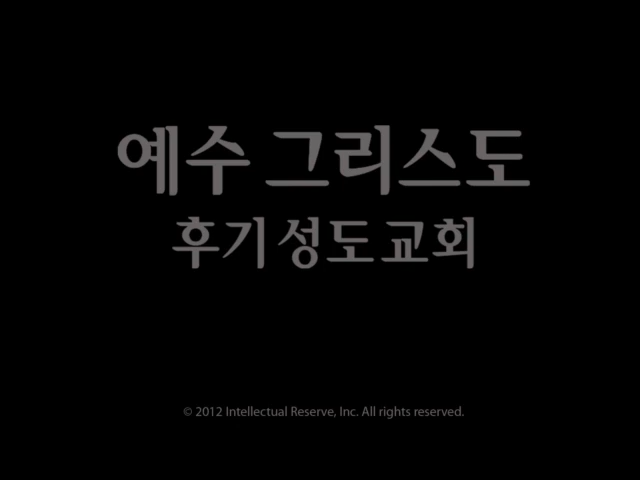 예수 그리스도
후기 성도 교회
© 2012 Intellectual Reserve, Inc. All rights reserved.